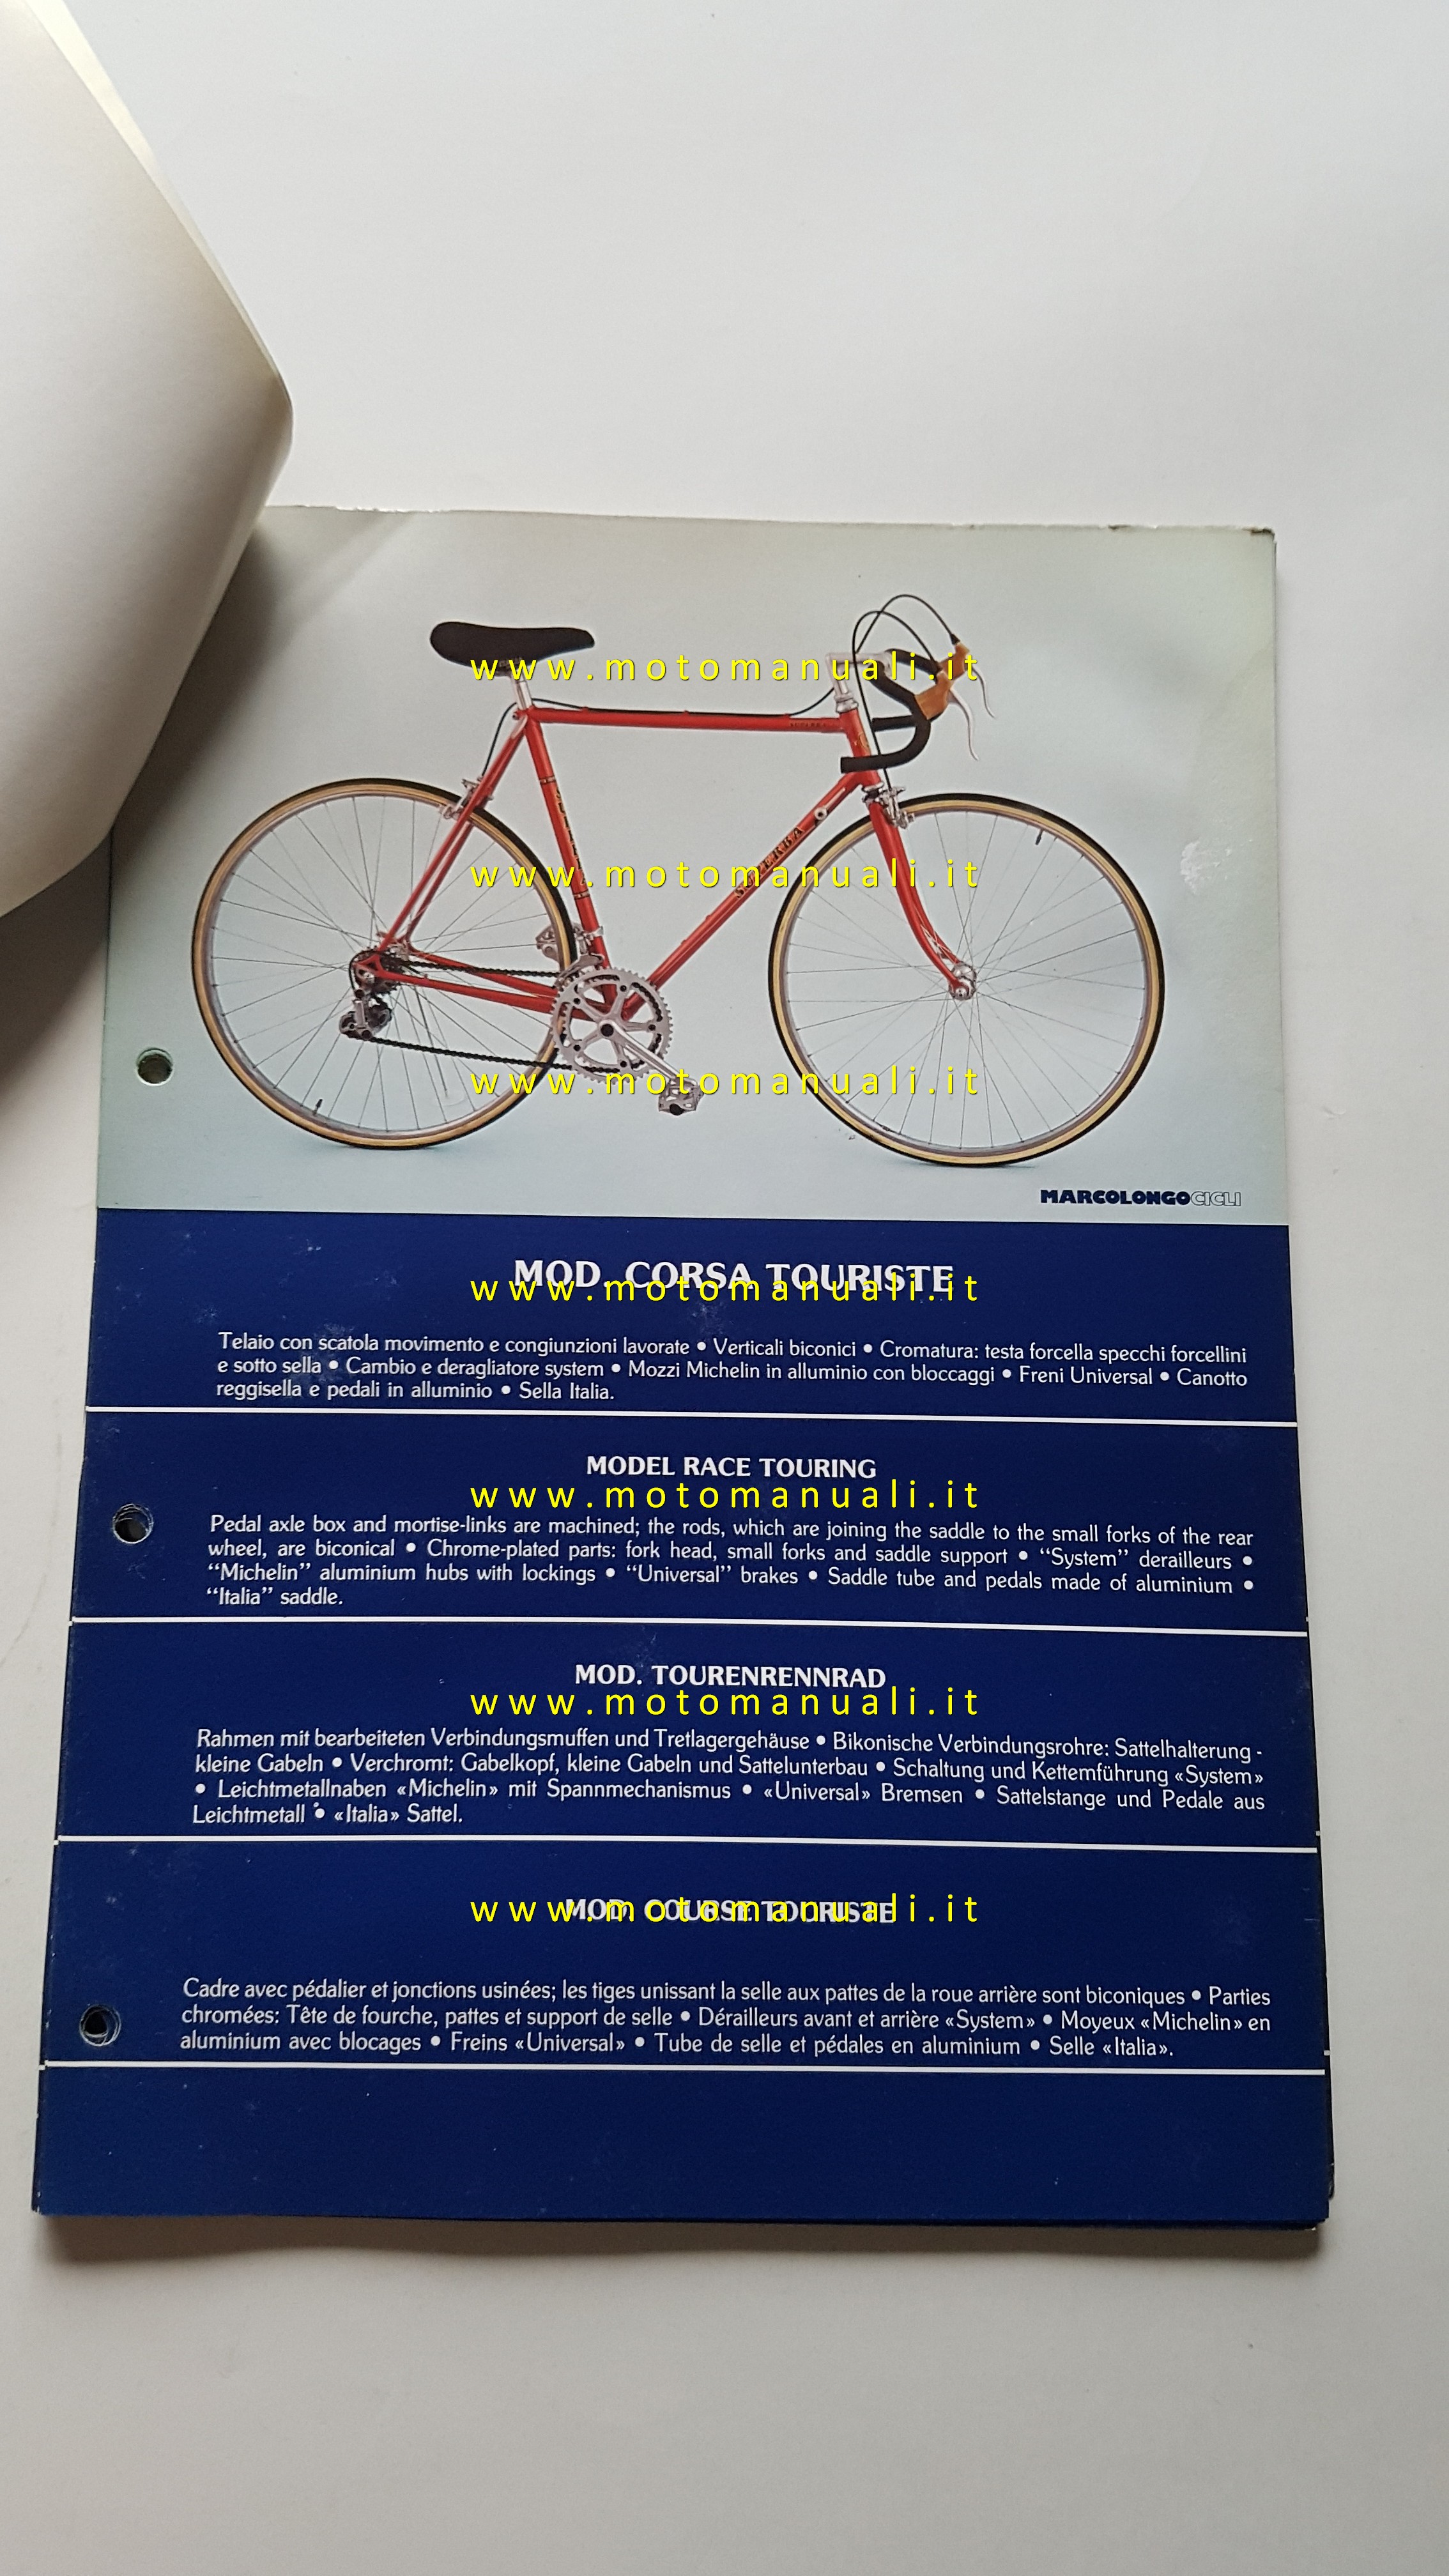 www.motomanuali.it
www.motomanuali.it
www.motomanuali.it
MARCOLONGOCICLI
MOD. CORSA TOURISTE
www.motomanuali.it
Telaio con scatola movimento e congiunzioni lavorate • Verticali biconici • Cromatura: testa forcella specchi forcellini
e sotto sella • Cambio e deragliatore system • Mozzi Michelin in alluminio con bloccaggi • Freni Universal • Canotto
reggisella e pedali in alluminio • Sella Italia.
MODEL RACE TOURING
www.motomanuali.it
Pedal axle box and mortise-links are machined; the rods, which are joining the saddle to the small forks of the rear
wheel, are biconical • Chrome-plated parts: fork head, small forks and saddle support • “System” derailleurs •
“Michelin” aluminium hubs with lockings • “Universal” brakes • Saddle tube and pedals made of aluminium •
“Italia” saddle.
MOD. TOURENRENNRAD
www.motomanuali.it
Rahmen mit bearbeiteten Verbindungsmuffen und Tretlagergehäuse • Bikonische Verbindungsrohre: Sattelhalterung -
kleine Gabeln • Verchromt: Gabelkopf, kleine Gabeln und Sattelunterbau • Schaltung und Kettemführung «System»
• Leichtmetallnaben «Michelin» mit Spannmechanismus • «Universal» Bremsen • Sattelstange und Pedale aus
Leichtmetall • «Italia» Sattel.
MOD. COURSE TOURISTE
www.motomanuali.it
Cadre avec pédalier et jonctions usinées; les tiges unissant la selle aux pattes de la roue arrière sont biconiques • Parties
chromées: Tête de fourche, pattes et support de selle • Dérailleurs avant et arrière «System» • Moyeux «Michelin» en
aluminium avec blocages • Freins «Universal» • Tube de selle et pédales en aluminium • Selle «Italia».